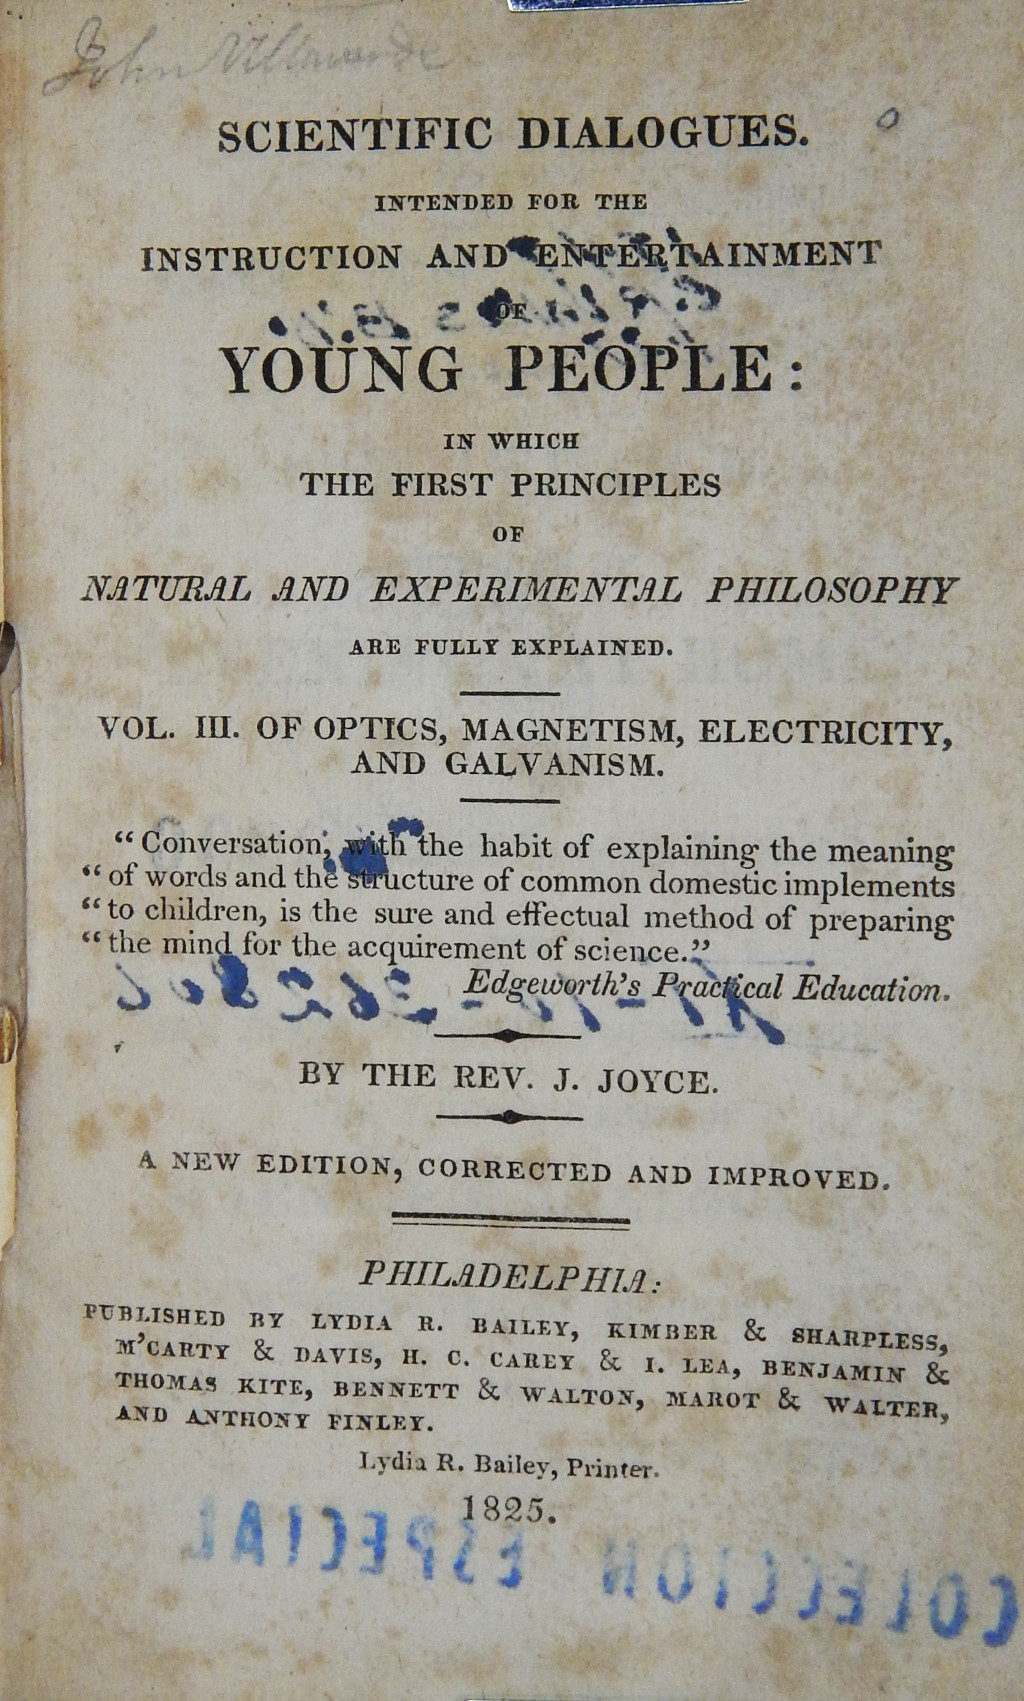 John
SCIENTIFIC DIALOGUES.
INTENDED FOR THE
INSTRUCTION AND ENTERTAINMENT
OF
YOUNG PEOPLE:
IN WHICH
THE FIRST PRINCIPLES
OF
NATURAL AND EXPERIMENTAL PHILOSOPHY
ARE FULLY EXPLAINED.
VOL. III. OF OPTICS, MAGNETISM, ELECTRICITY,
AND GALVANISM.
“Conversation, with the habit of explaining the meaning
“of words and the structure of common domestic implements
“to children, is the sure and effectual method of preparing
“the mind for the acquirement of science.”
Edgeworth's Practical Education.
BY THE REV. J. JOYCE.
A NEW EDITION, CORRECTED AND IMPROVED.
PHILADELPHIA:
PUBLISHED BY LYDIA R. BAILEY, KIMBER & SHARPLESS,
M'CARTY & DAVIS, H. C. CAREY & I. LEA, BENJAMIN &
THOMAS KITE, BENNETT & WALTON, MAROT & WALTER,
AND ANTHONY FINLEY.
Lydia R. Bailey, Printer.
1825.
COLECCION ESPECIAL